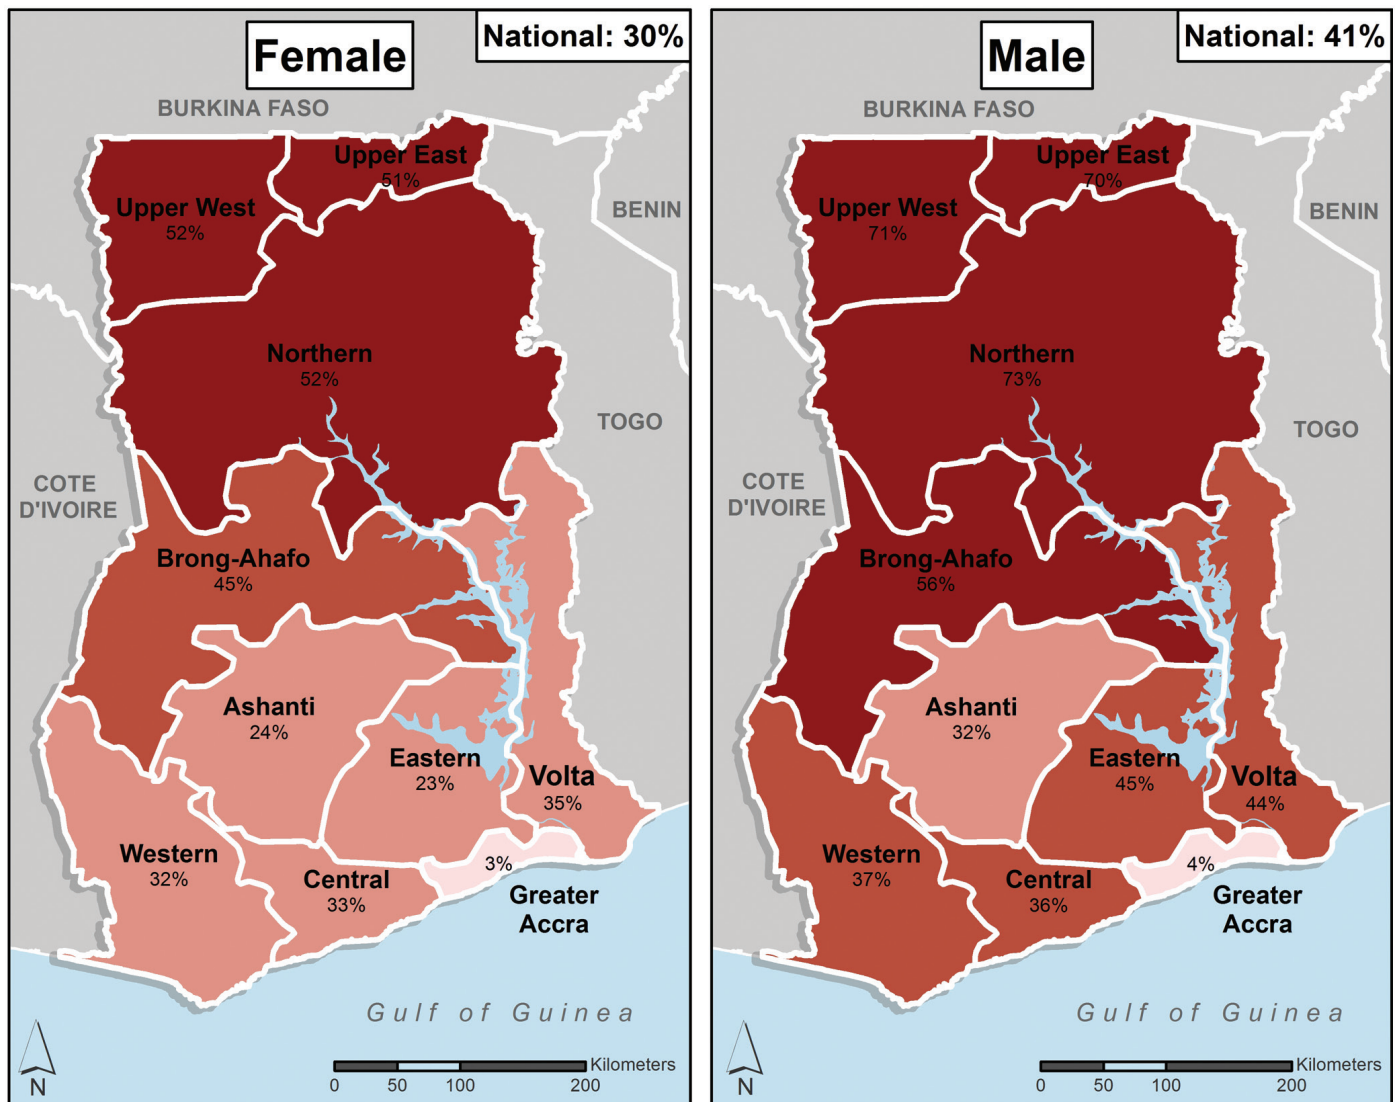 Female
National: 30%
BURKINA FASO
Upper East
51%
Upper West
52%
BENIN
Northern
52%
TOGO
COTE
D'IVOIRE
Brong-Ahafo
45%
Ashanti
24%
Eastern
23%
Volta
35%
Western
32%
Central
33%
3%
Greater
Accra
Gulf of Guinea
N
Kilometers
0 50 100 200
Male
National: 41%
BURKINA FASO
Upper East
70%
Upper West
71%
BENIN
Northern
73%
TOGO
COTE
D'IVOIRE
Brong-Ahafo
56%
Ashanti
32%
Eastern
45%
Volta
44%
Western
37%
Central
36%
4%
Greater
Accra
Gulf of Guinea
N
Kilometers
0 50 100 200